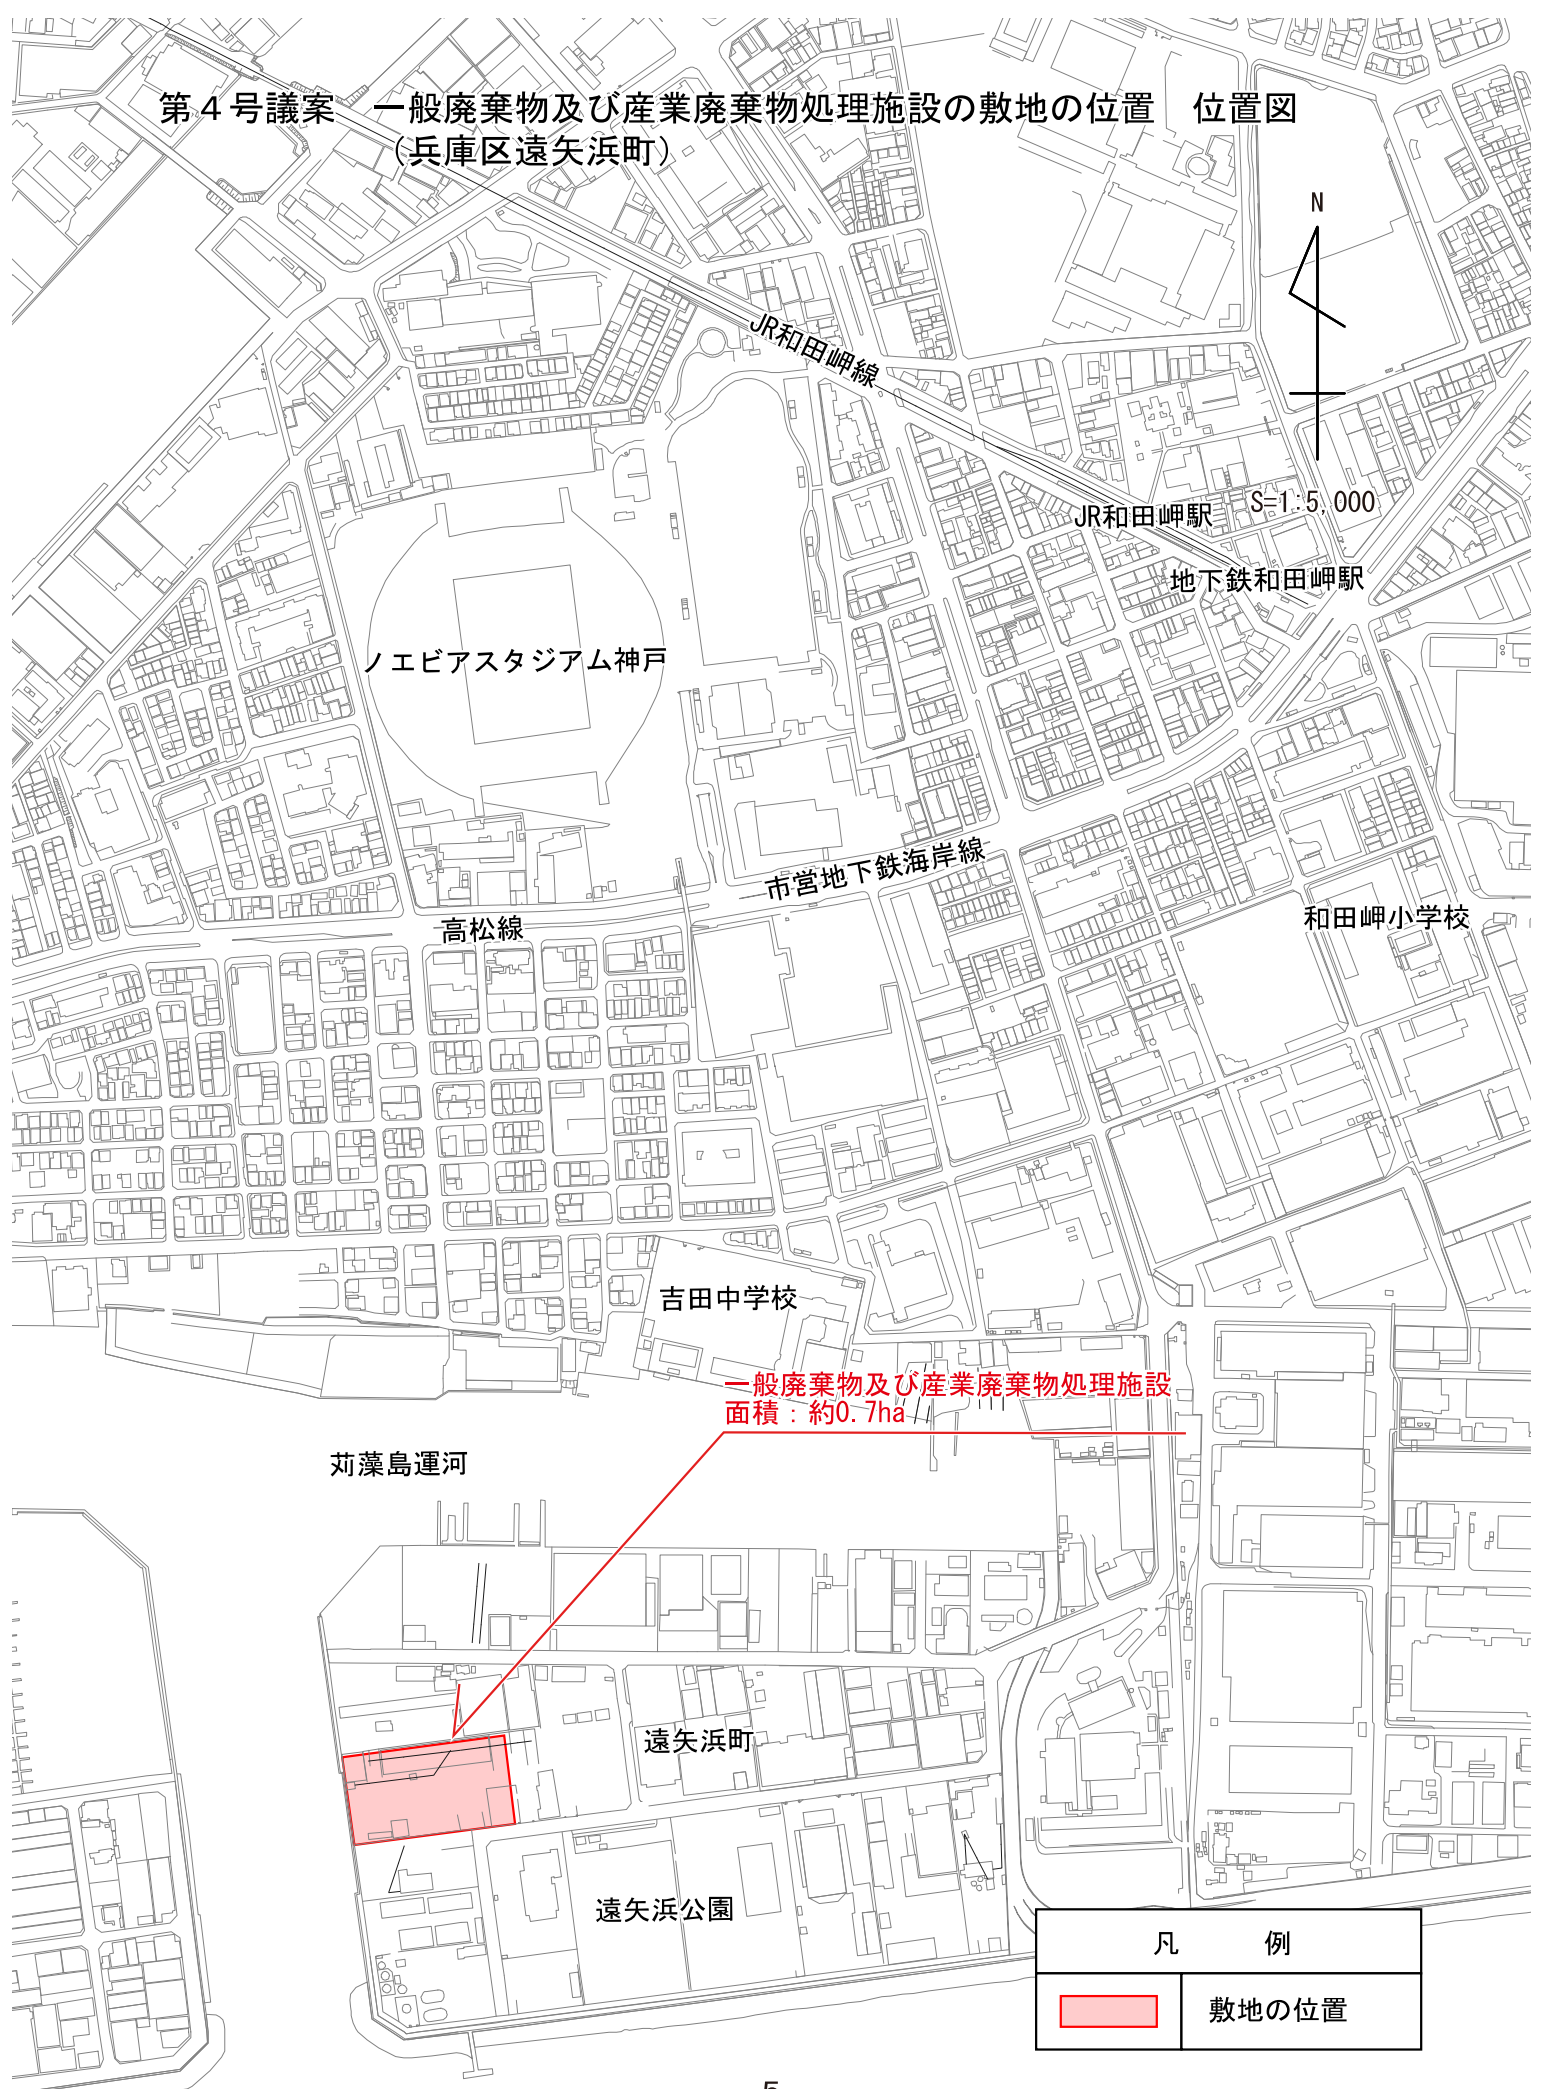 第４号議案　一般廃棄物及び産業廃棄物処理施設の敷地の位置　位置図
（兵庫区遠矢浜町）
N
JR和田岬線
S=1:5,000
JR和田岬駅
地下鉄和田岬駅
ノエビアスタジアム神戸
市営地下鉄海岸線
高松線
和田岬小学校
吉田中学校
一般廃棄物及び産業廃棄物処理施設
面積：約0.7ha
苅藻島運河
遠矢浜町
遠矢浜公園
凡　例
敷地の位置
5